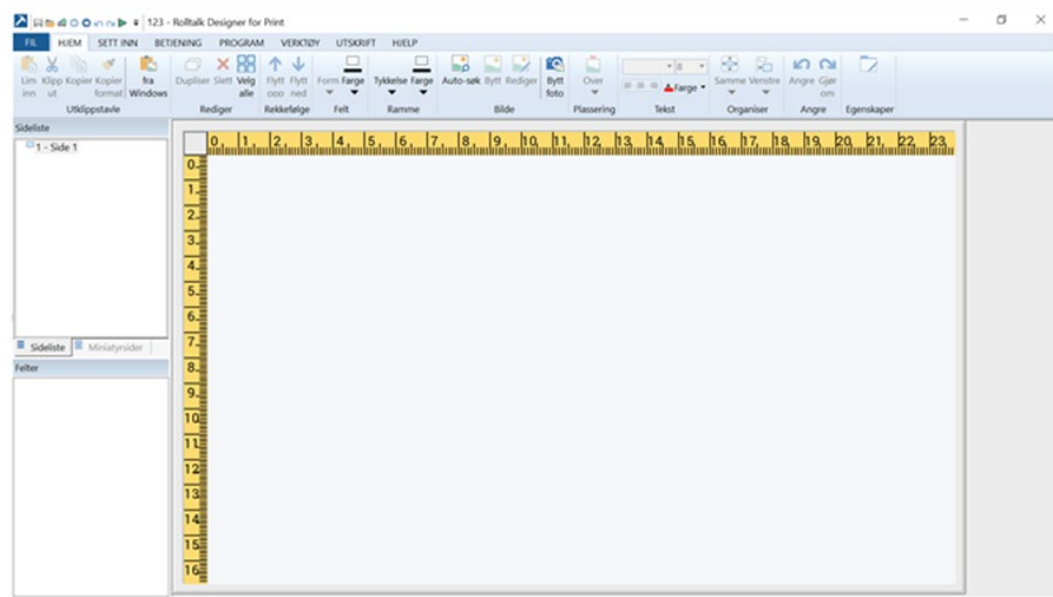 123 - Rolltalk Designer for Print
FIL HJEM SETT INN BETJENING PROGRAM VERKTØY UTSKRIFT HJELP
Lim inn Klipp ut Kopier Kopier format fra Windows
Dupliser Slett Velg alle
Flytt opp Flytt ned
Form Farge
Tykkelse Farge
Auto-søk Bytt Rediger Bytt foto
Over
8
Farge
Samme Venstre
Angre Gjør om
Utklippstavle Rediger Rekkefølge Felt Ramme Bilde Plassering Tekst Organiser Angre Egenskaper
Sideliste
1 - Side 1
Sideliste Miniatyrsider
Felter
0 1 2 3 4 5 6 7 8 9 10 11 12 13 14 15 16 17 18 19 20 21 22 23
0
1
2
3
4
5
6
7
8
9
10
11
12
13
14
15
16